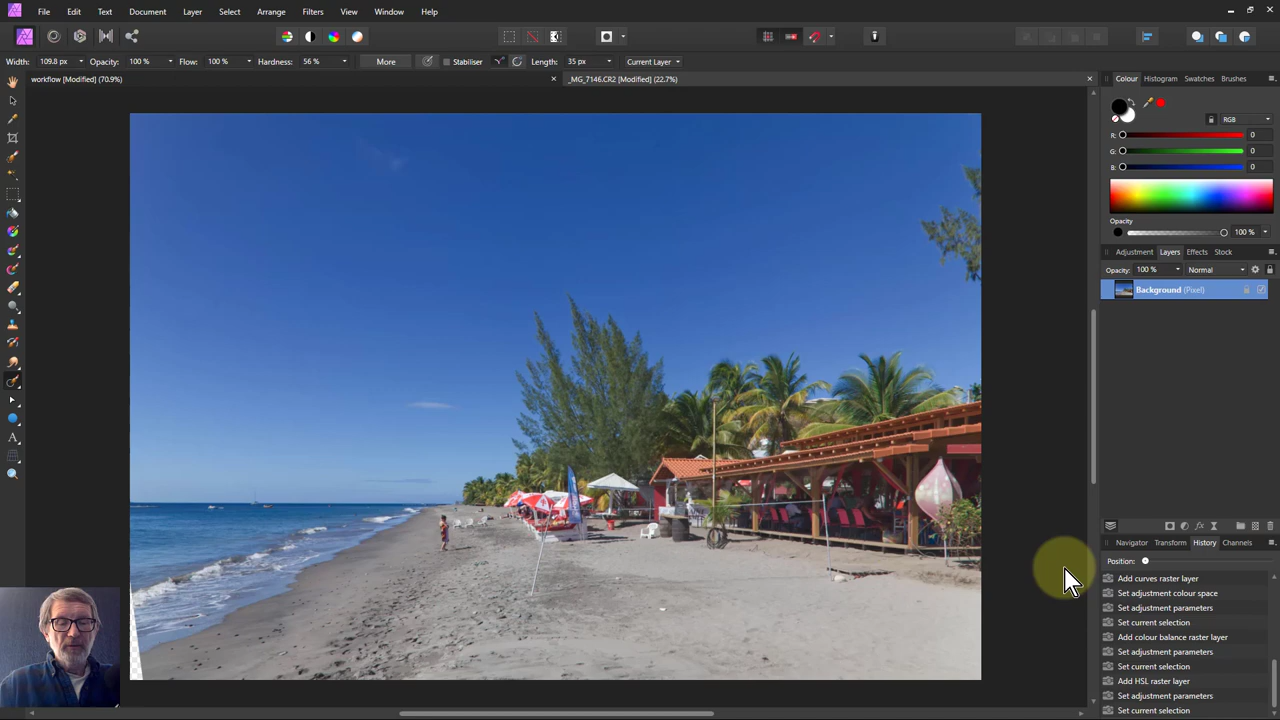 File Edit Text Document Layer Select Arrange Filters View Window Help
Width: 109.8 px Opacity: 100 % Flow: 100 % Hardness: 56 % More Stabiliser Length: 35 px Current Layer
workflow [Modified] (70.9%) × _MG_7146.CR2 [Modified] (22.7%) ×
Colour Histogram Swatches Brushes
RGB
R: 0
G: 0
B: 0
Opacity
100 %
Adjustment Layers Effects Stock
Opacity: 100 % Normal
Background (Pixel)
Navigator Transform History Channels
Position:
Add curves raster layer
Set adjustment colour space
Set adjustment parameters
Set current selection
Add colour balance raster layer
Set adjustment parameters
Set current selection
Add HSL raster layer
Set adjustment parameters
Set current selection